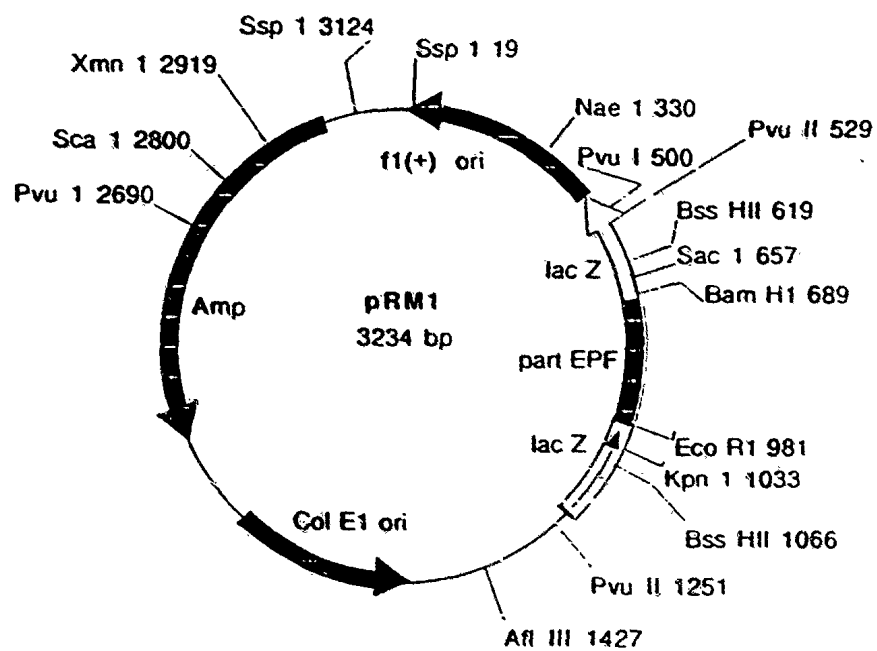 Ssp 1 3124
Ssp 1 19
Xmn 1 2919
Nae 1 330
Pvu II 529
Sca 1 2800
f1(+) ori
Pvu I 500
Pvu 1 2690
Bss HII 619
lac Z
Sac 1 657
Bam H1 689
Amp
pRM1
3234 bp
part EPF
lac Z
Eco R1 981
Kpn 1 1033
Col E1 ori
Bss HII 1066
Pvu II 1251
Afl III 1427